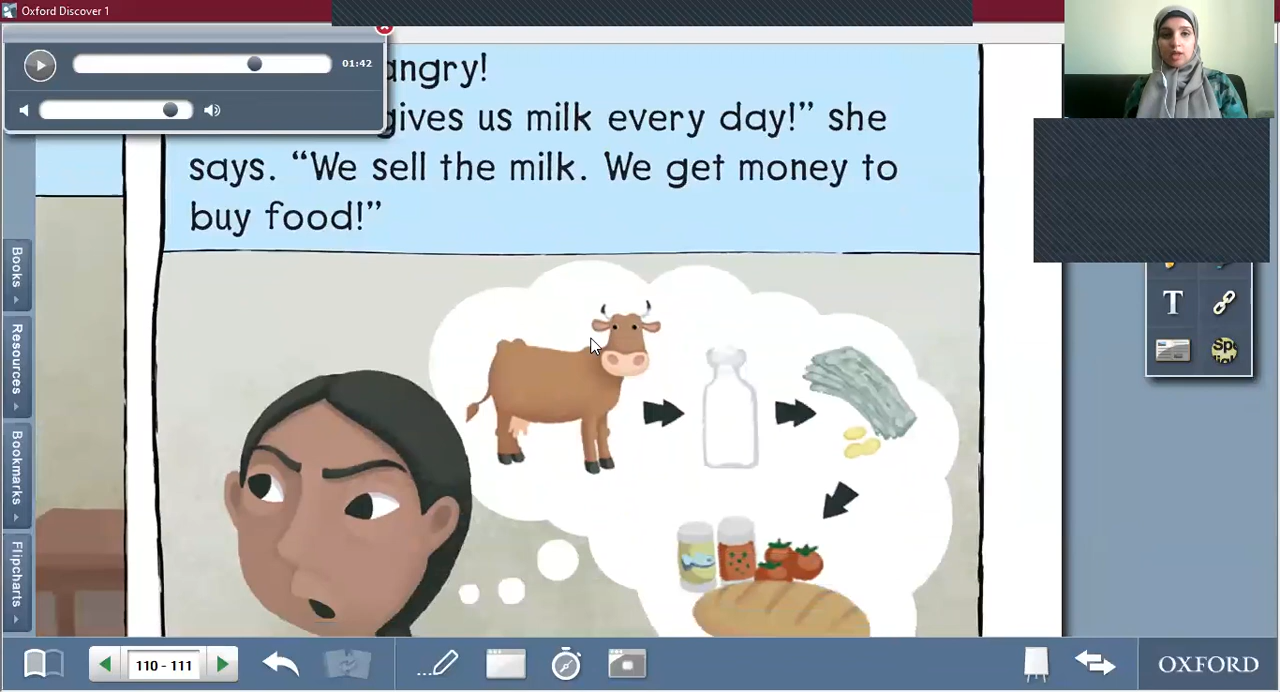 Oxford Discover 1
01:42
angry!
gives us milk every day!” she
says. “We sell the milk. We get money to
buy food!”
Books
Resources
Bookmarks
Flipcharts
T
110 - 111
OXFORD